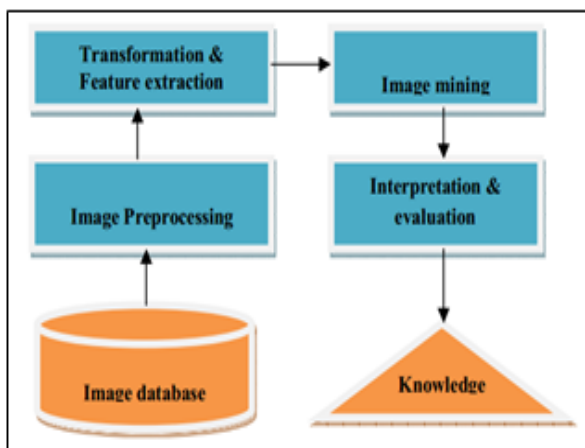 Transformation &
Feature extraction
Image mining
Image Preprocessing
Interpretation &
evaluation
Image database
Knowledge